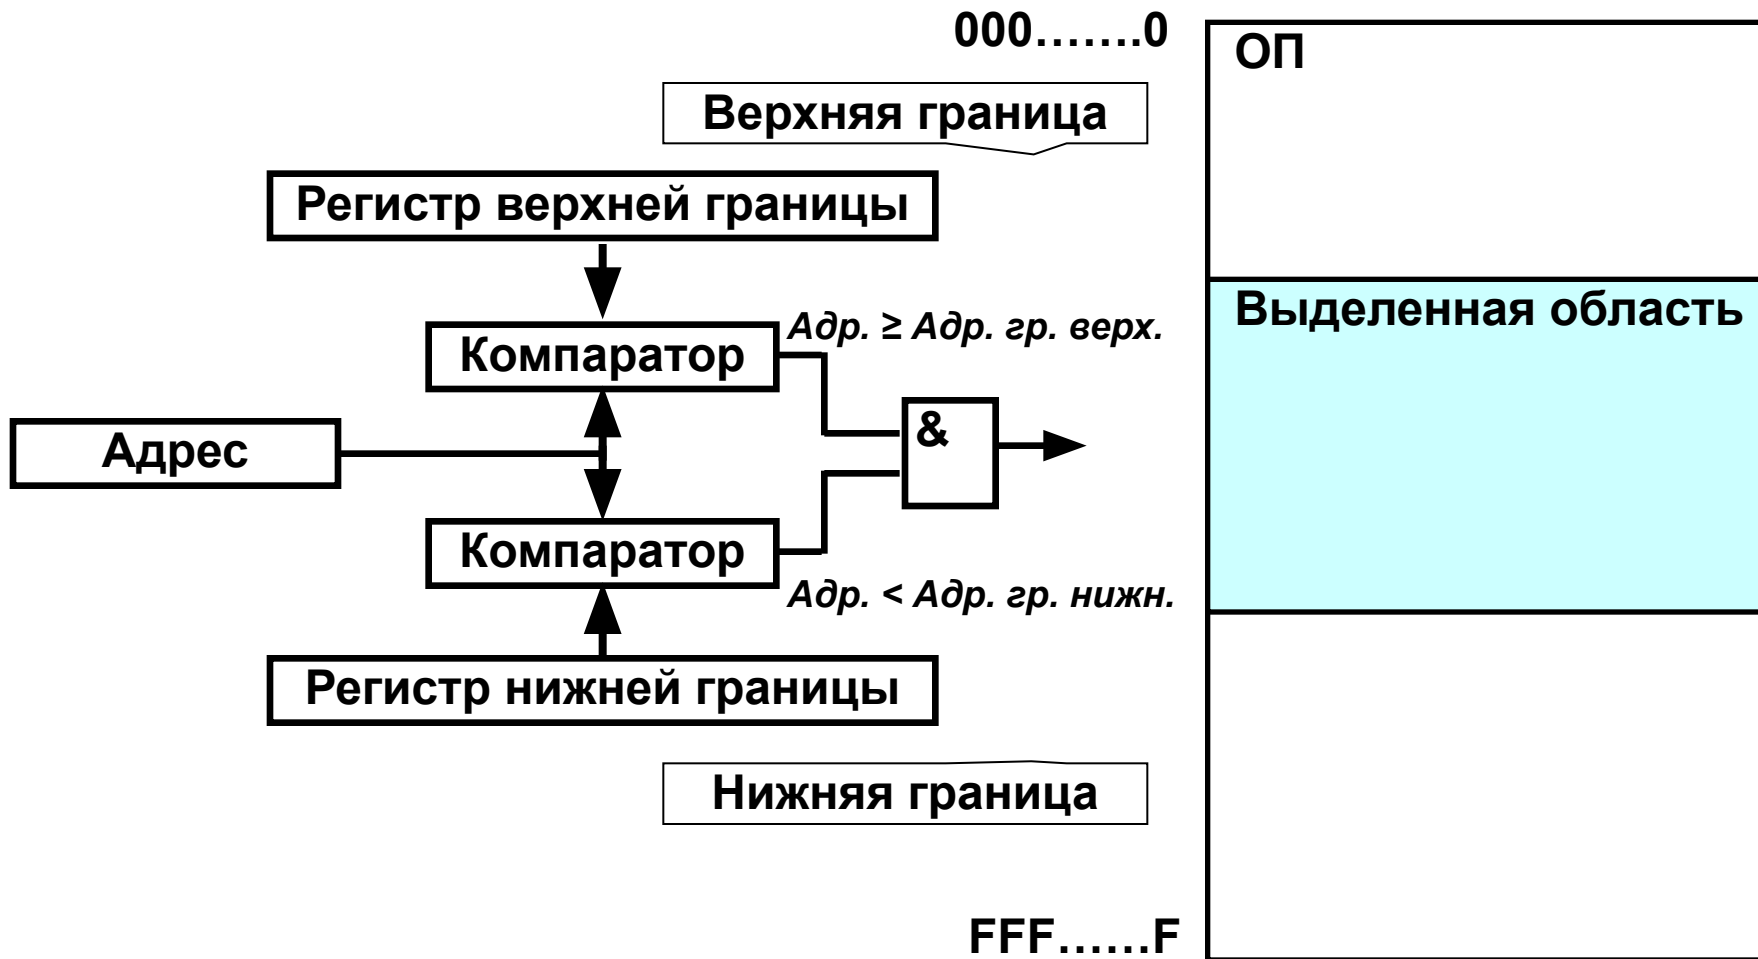 000.......0
ОП
Верхняя граница
Регистр верхней границы
Адр. ≥ Адр. гр. верх.
Выделенная область
Компаратор
&
Адрес
Компаратор
Адр. < Адр. гр. нижн.
Регистр нижней границы
Нижняя граница
FFF......F